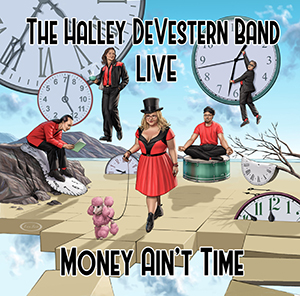 The Halley DeVestern Band
LIVE
Money Ain't Time